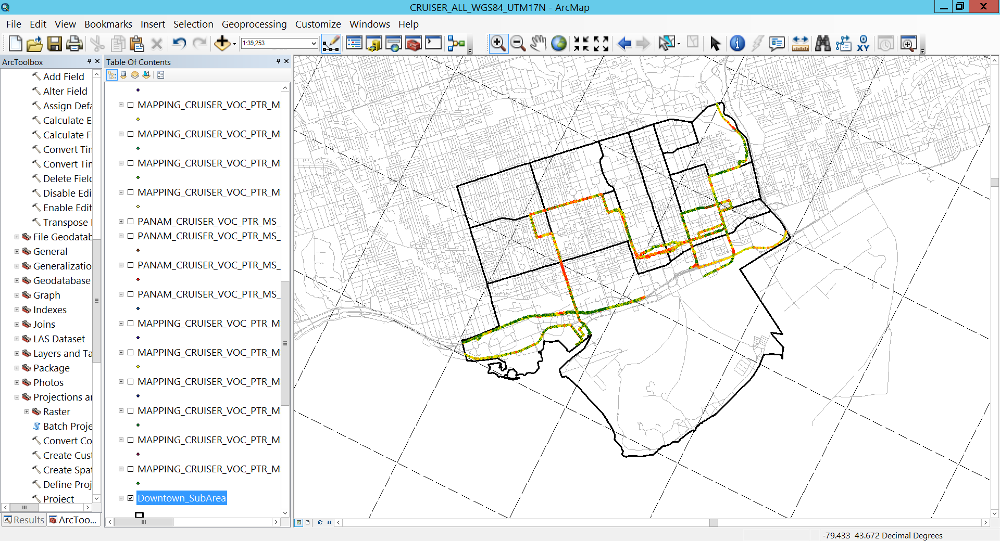 CRUISER_ALL_WGS84_UTM17N - ArcMap
File Edit View Bookmarks Insert Selection Geoprocessing Customize Windows Help
1:39,253
XY
ArcToolbox
Add Field
Alter Field
Assign Defa
Calculate E
Calculate Fi
Convert Tin
Convert Tin
Delete Field
Disable Edi
Enable Edit
Transpose F
File Geodatab
General
Generalizatio
Geodatabase
Graph
Indexes
Joins
LAS Dataset
Layers and Ta
Package
Photos
Projections ar
Raster
Batch Proje
Convert Co
Create Cust
Create Spat
Define Proj
Project
Results
ArcToo...
Table Of Contents
MAPPING_CRUISER_VOC_PTR_M
MAPPING_CRUISER_VOC_PTR_M
MAPPING_CRUISER_VOC_PTR_M
MAPPING_CRUISER_VOC_PTR_M
PANAM_CRUISER_VOC_PTR_MS_
PANAM_CRUISER_VOC_PTR_MS_
PANAM_CRUISER_VOC_PTR_MS_
PANAM_CRUISER_VOC_PTR_MS_
MAPPING_CRUISER_VOC_PTR_M
MAPPING_CRUISER_VOC_PTR_M
MAPPING_CRUISER_VOC_PTR_M
MAPPING_CRUISER_VOC_PTR_M
MAPPING_CRUISER_VOC_PTR_M
MAPPING_CRUISER_VOC_PTR_M
Downtown_SubArea
-79.433 43.672 Decimal Degrees